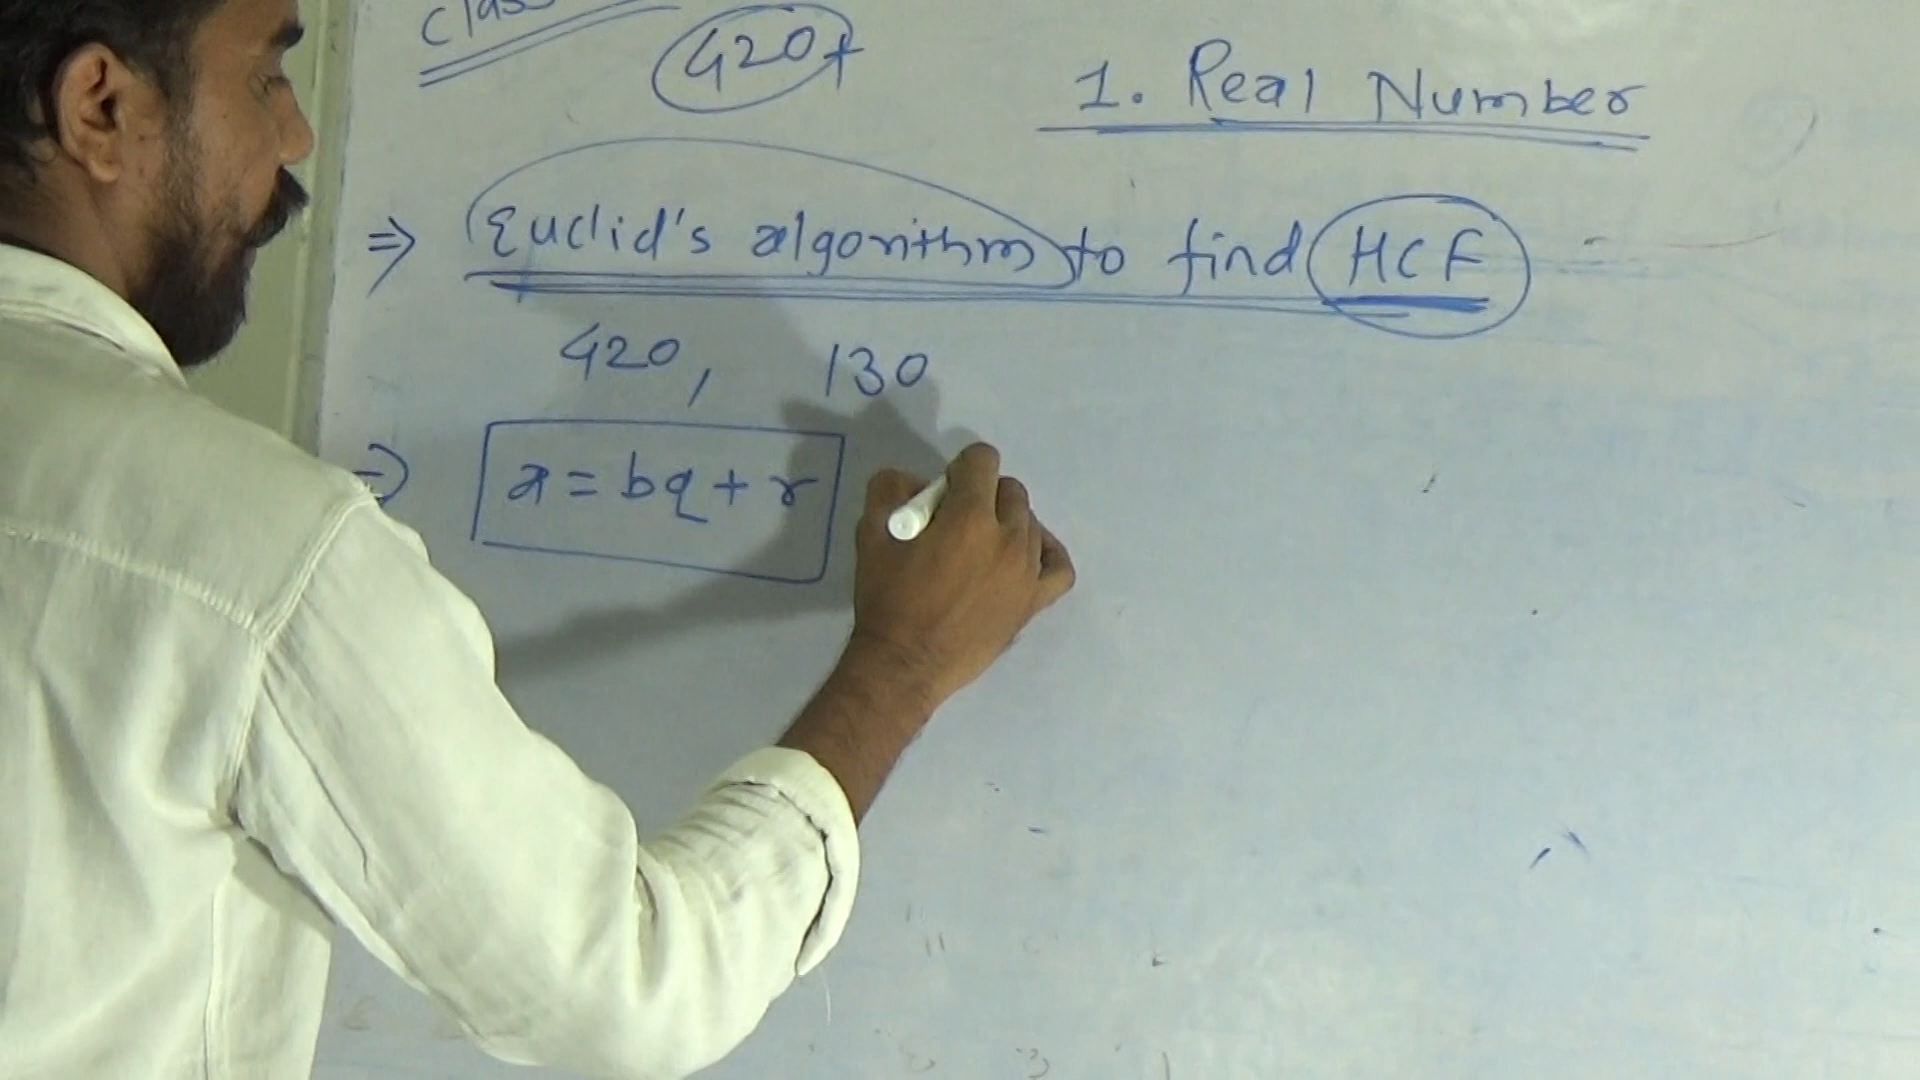 420+
1. Real Number
⇒ Euclid's algorithm to find HCF
420, 130
⇒ a = bq + r